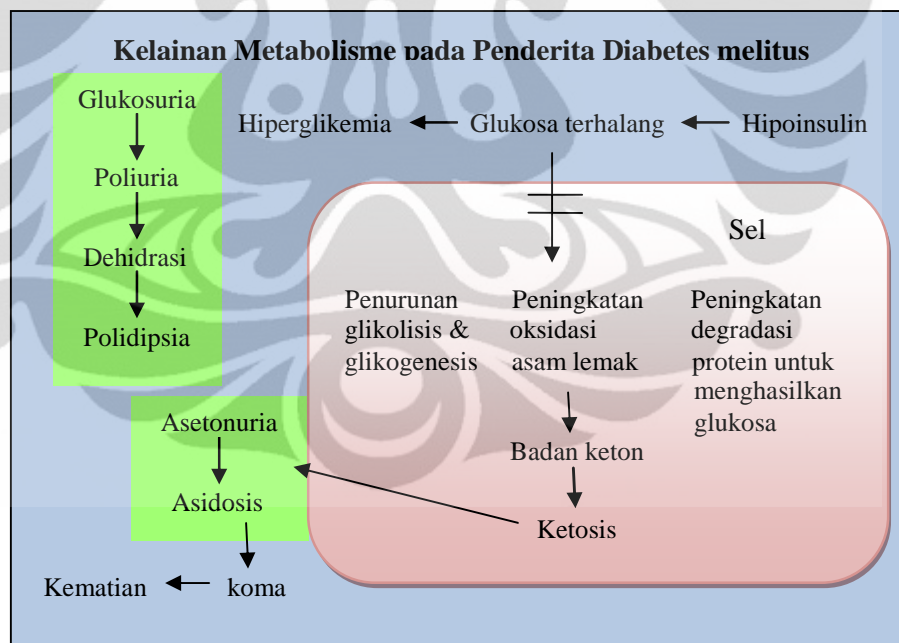 Kelainan Metabolisme pada Penderita Diabetes melitus
Glukosuria
Poliuria
Dehidrasi
Polidipsia
Hiperglikemia
Glukosa terhalang
Hipoinsulin
Sel
Penurunan
glikolisis &
glikogenesis
Peningkatan
oksidasi
asam lemak
Peningkatan
degradasi
protein untuk
menghasilkan
glukosa
Badan keton
Ketosis
Asetonuria
Asidosis
koma
Kematian